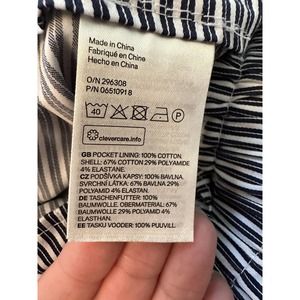 Made in China
Fabriqué en Chine
Hecho en China
O/N 296308
P/N 06510918
40
P
clevercare.info
GB POCKET LINING: 100% COTTON.
SHELL: 67% COTTON 29% POLYAMIDE
4% ELASTANE.
CZ PODŠÍVKA KAPSY: 100% BAVLNA.
SVRCHNÍ LÁTKA: 67% BAVLNA 29%
POLYAMID 4% ELASTAN.
DE TASCHENFUTTER: 100%
BAUMWOLLE. OBERMATERIAL: 67%
BAUMWOLLE 29% POLYAMID 4%
ELASTHAN.
EE TASKU VOODER: 100% PUUVILL.